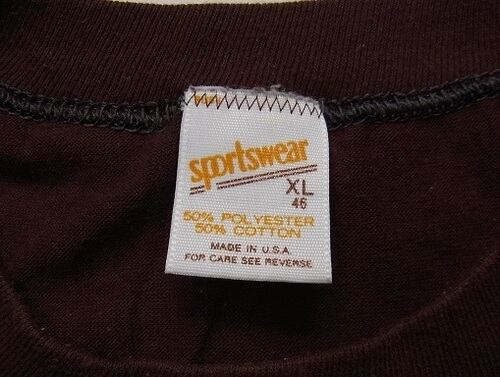 sportswear
XL
46
50% POLYESTER
50% COTTON
MADE IN U.S.A
FOR CARE SEE REVERSE